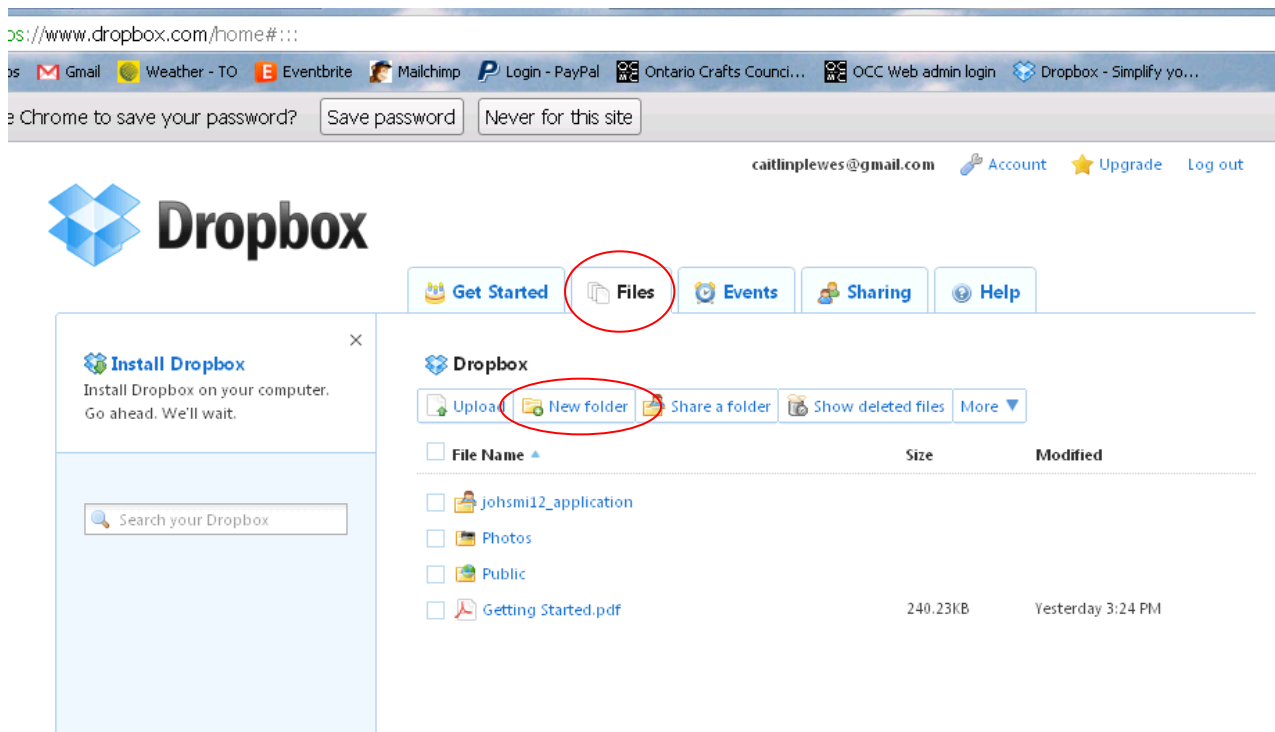 os://www.dropbox.com/home#:::
os Gmail Weather - TO Eventbrite Mailchimp Login - PayPal Ontario Crafts Counci... OCC Web admin login Dropbox - Simplify yo...
e Chrome to save your password? Save password Never for this site
caitlinplewes@gmail.com Account Upgrade Log out
Dropbox
Get Started Files Events Sharing Help
Install Dropbox
Install Dropbox on your computer.
Go ahead. We'll wait.
Search your Dropbox
Dropbox
Upload New folder Share a folder Show deleted files More
File Name Size Modified
johsmi12_application
Photos
Public
Getting Started.pdf 240.23KB Yesterday 3:24 PM